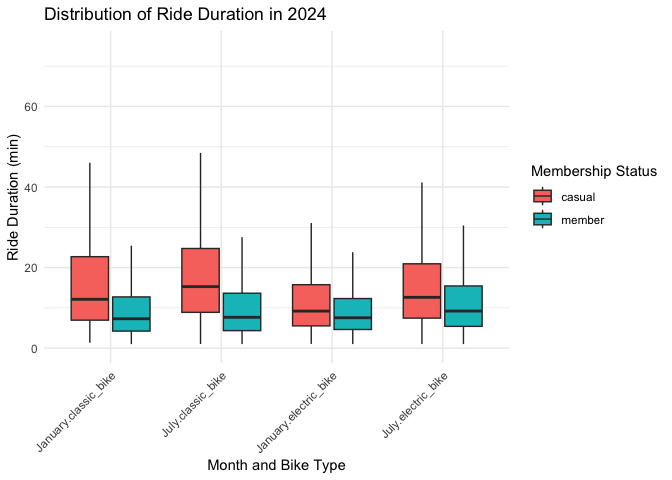 Distribution of Ride Duration in 2024
Ride Duration (min)
60
40
20
0
January.classic_bike
July.classic_bike
January.electric_bike
July.electric_bike
Month and Bike Type
Membership Status
casual
member